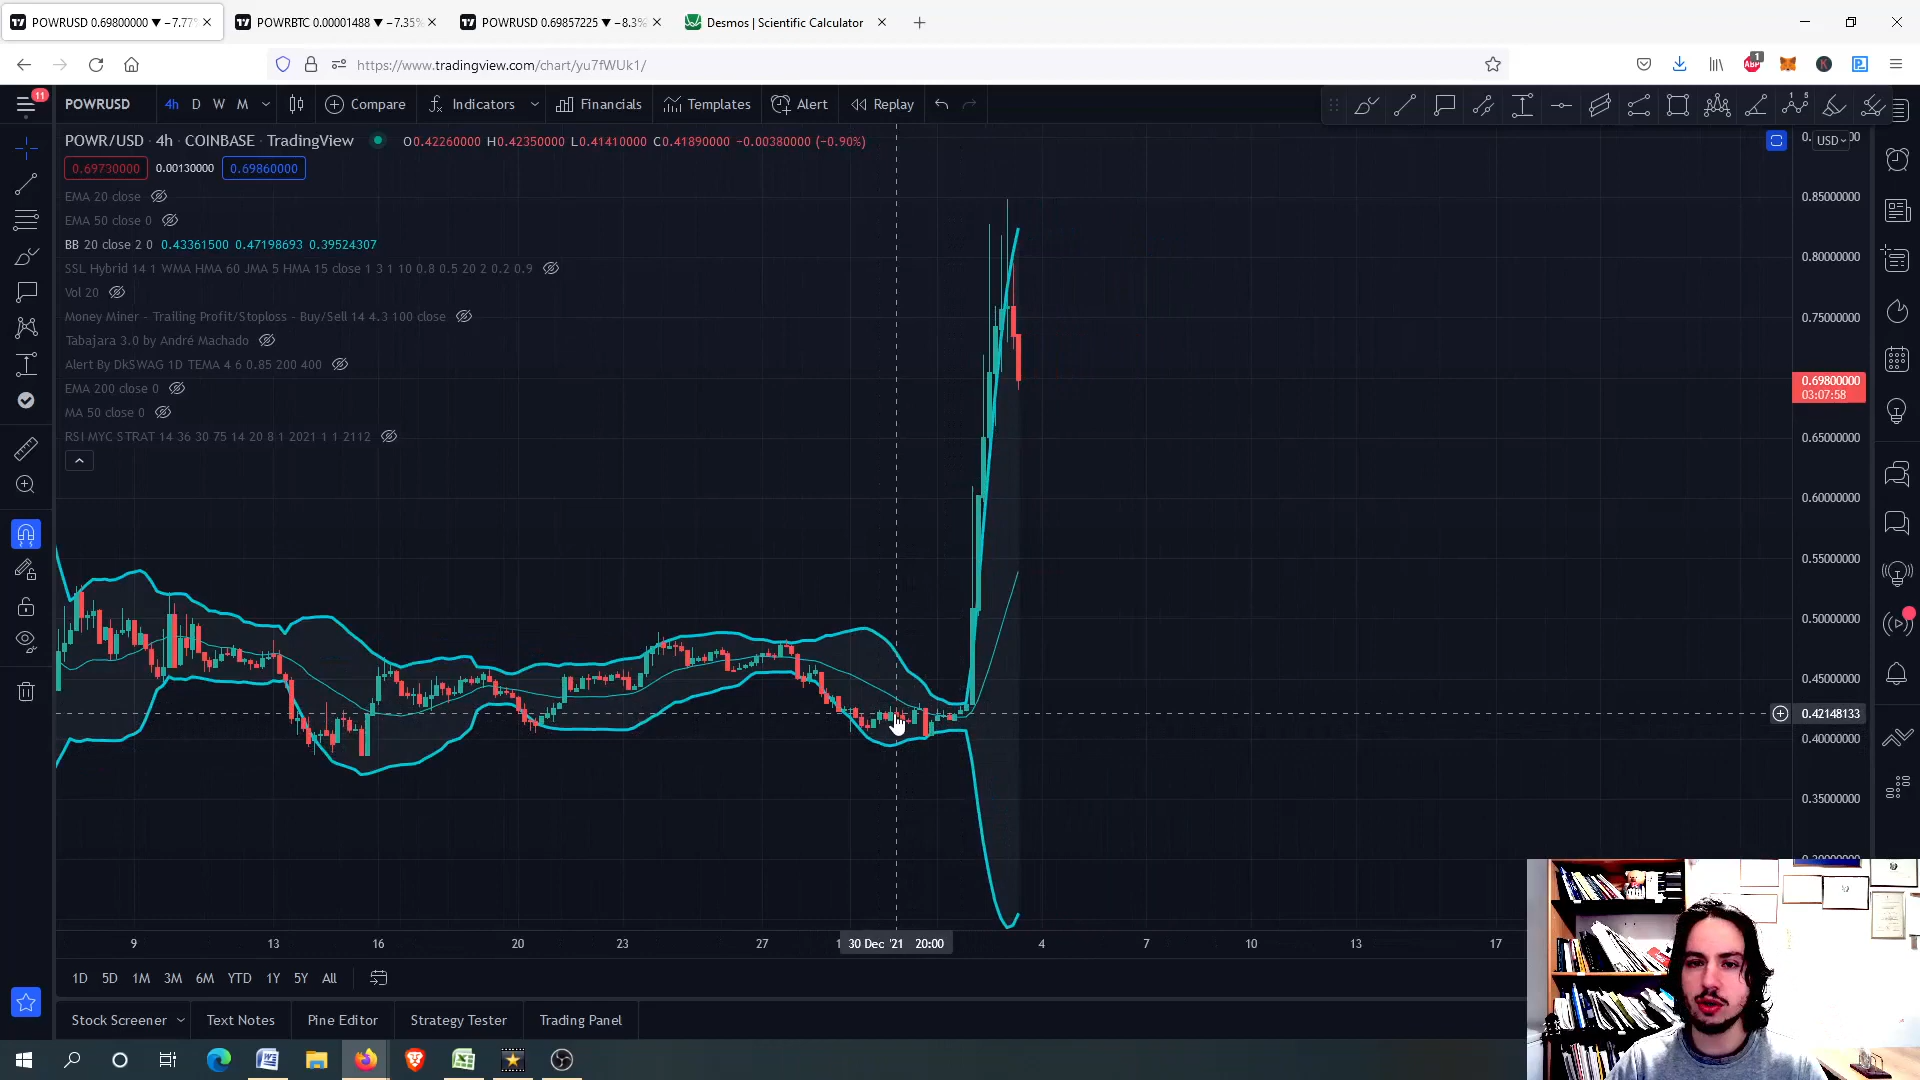 POWRUSD 0.69800000 ▼ −7.77%
POWRBTC 0.00001488 ▼ −7.35%
POWRUSD 0.69857225 ▼ −8.3%
Desmos | Scientific Calculator
https://www.tradingview.com/chart/yu7fWUk1/
1
11
POWRUSD
4h
D
W
M
Compare
Indicators
Financials
Templates
Alert
Replay
POWR/USD · 4h · COINBASE · TradingView
O0.42260000 H0.42350000 L0.41410000 C0.41890000 −0.00380000 (−0.90%)
USD
0.69730000
0.00130000
0.69860000
EMA 20 close
EMA 50 close 0
BB 20 close 2 0 0.43361500 0.47198693 0.39524307
SSL Hybrid 14 1 WMA HMA 60 JMA 5 HMA 15 close 1 3 1 10 0.8 0.5 20 2 0.2 0.9
Vol 20
Money Miner - Trailing Profit/Stoploss - Buy/Sell 14 4.3 100 close
Tabajara 3.0 by André Machado
Alert By DkSWAG 1D TEMA 4 6 0.85 200 400
EMA 200 close 0
MA 50 close 0
RSI MYC STRAT 14 36 30 75 14 20 8 1 2021 1 1 2112
0.85000000
0.80000000
0.75000000
0.69800000
03:07:58
0.65000000
0.60000000
0.55000000
0.50000000
0.45000000
0.42148133
0.40000000
0.35000000
9
13
16
20
23
27
30 Dec '21 20:00
4
7
10
13
17
1D
5D
1M
3M
6M
YTD
1Y
5Y
All
Stock Screener
Text Notes
Pine Editor
Strategy Tester
Trading Panel